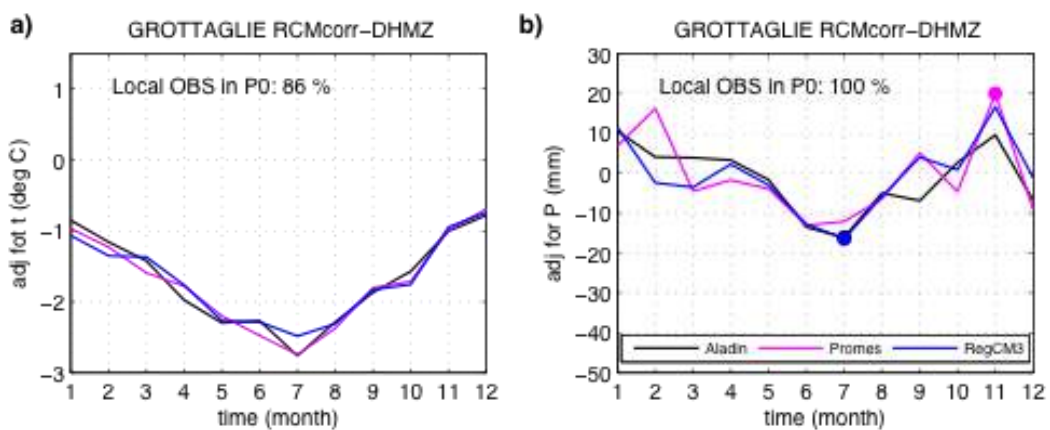 a)
GROTTAGLIE RCMcorr-DHMZ
Local OBS in P0: 86 %
1
0
−1
−2
−3
adj fot t (deg C)
1 2 3 4 5 6 7 8 9 10 11 12
time (month)
b)
GROTTAGLIE RCMcorr-DHMZ
Local OBS in P0: 100 %
30
20
10
0
−10
−20
−30
−40
−50
adj for P (mm)
Aladin Promes RegCM3
1 2 3 4 5 6 7 8 9 10 11 12
time (month)